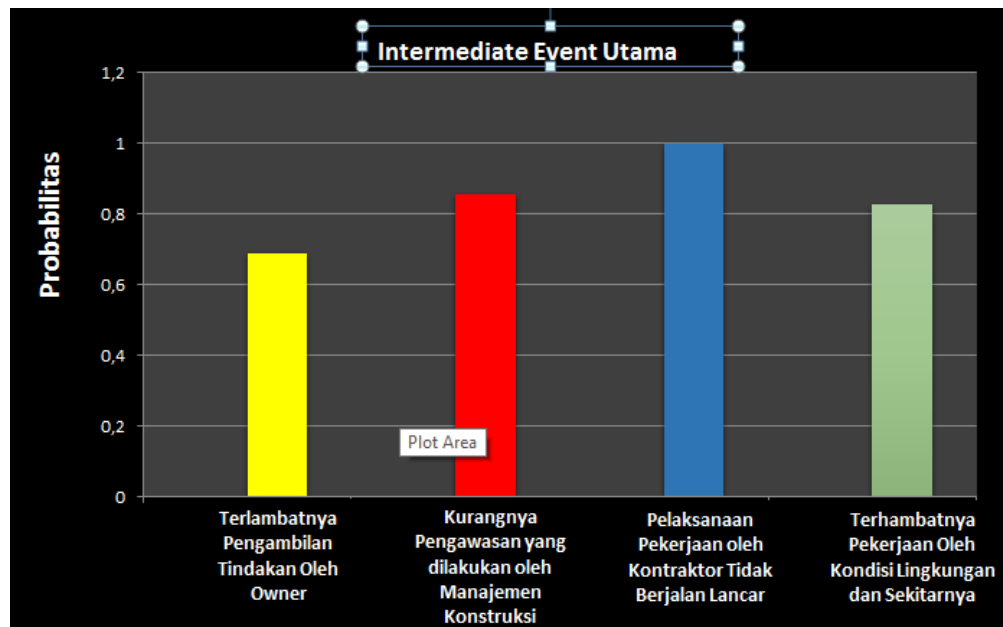 Intermediate Event Utama
1,2
1
0,8
0,6
0,4
0,2
0
Probabilitas
Plot Area
Terlambatnya
Pengambilan
Tindakan Oleh
Owner
Kurangnya
Pengawasan yang
dilakukan oleh
Manajemen
Konstruksi
Pelaksanaan
Pekerjaan oleh
Kontraktor Tidak
Berjalan Lancar
Terhambatnya
Pekerjaan Oleh
Kondisi Lingkungan
dan Sekitarnya